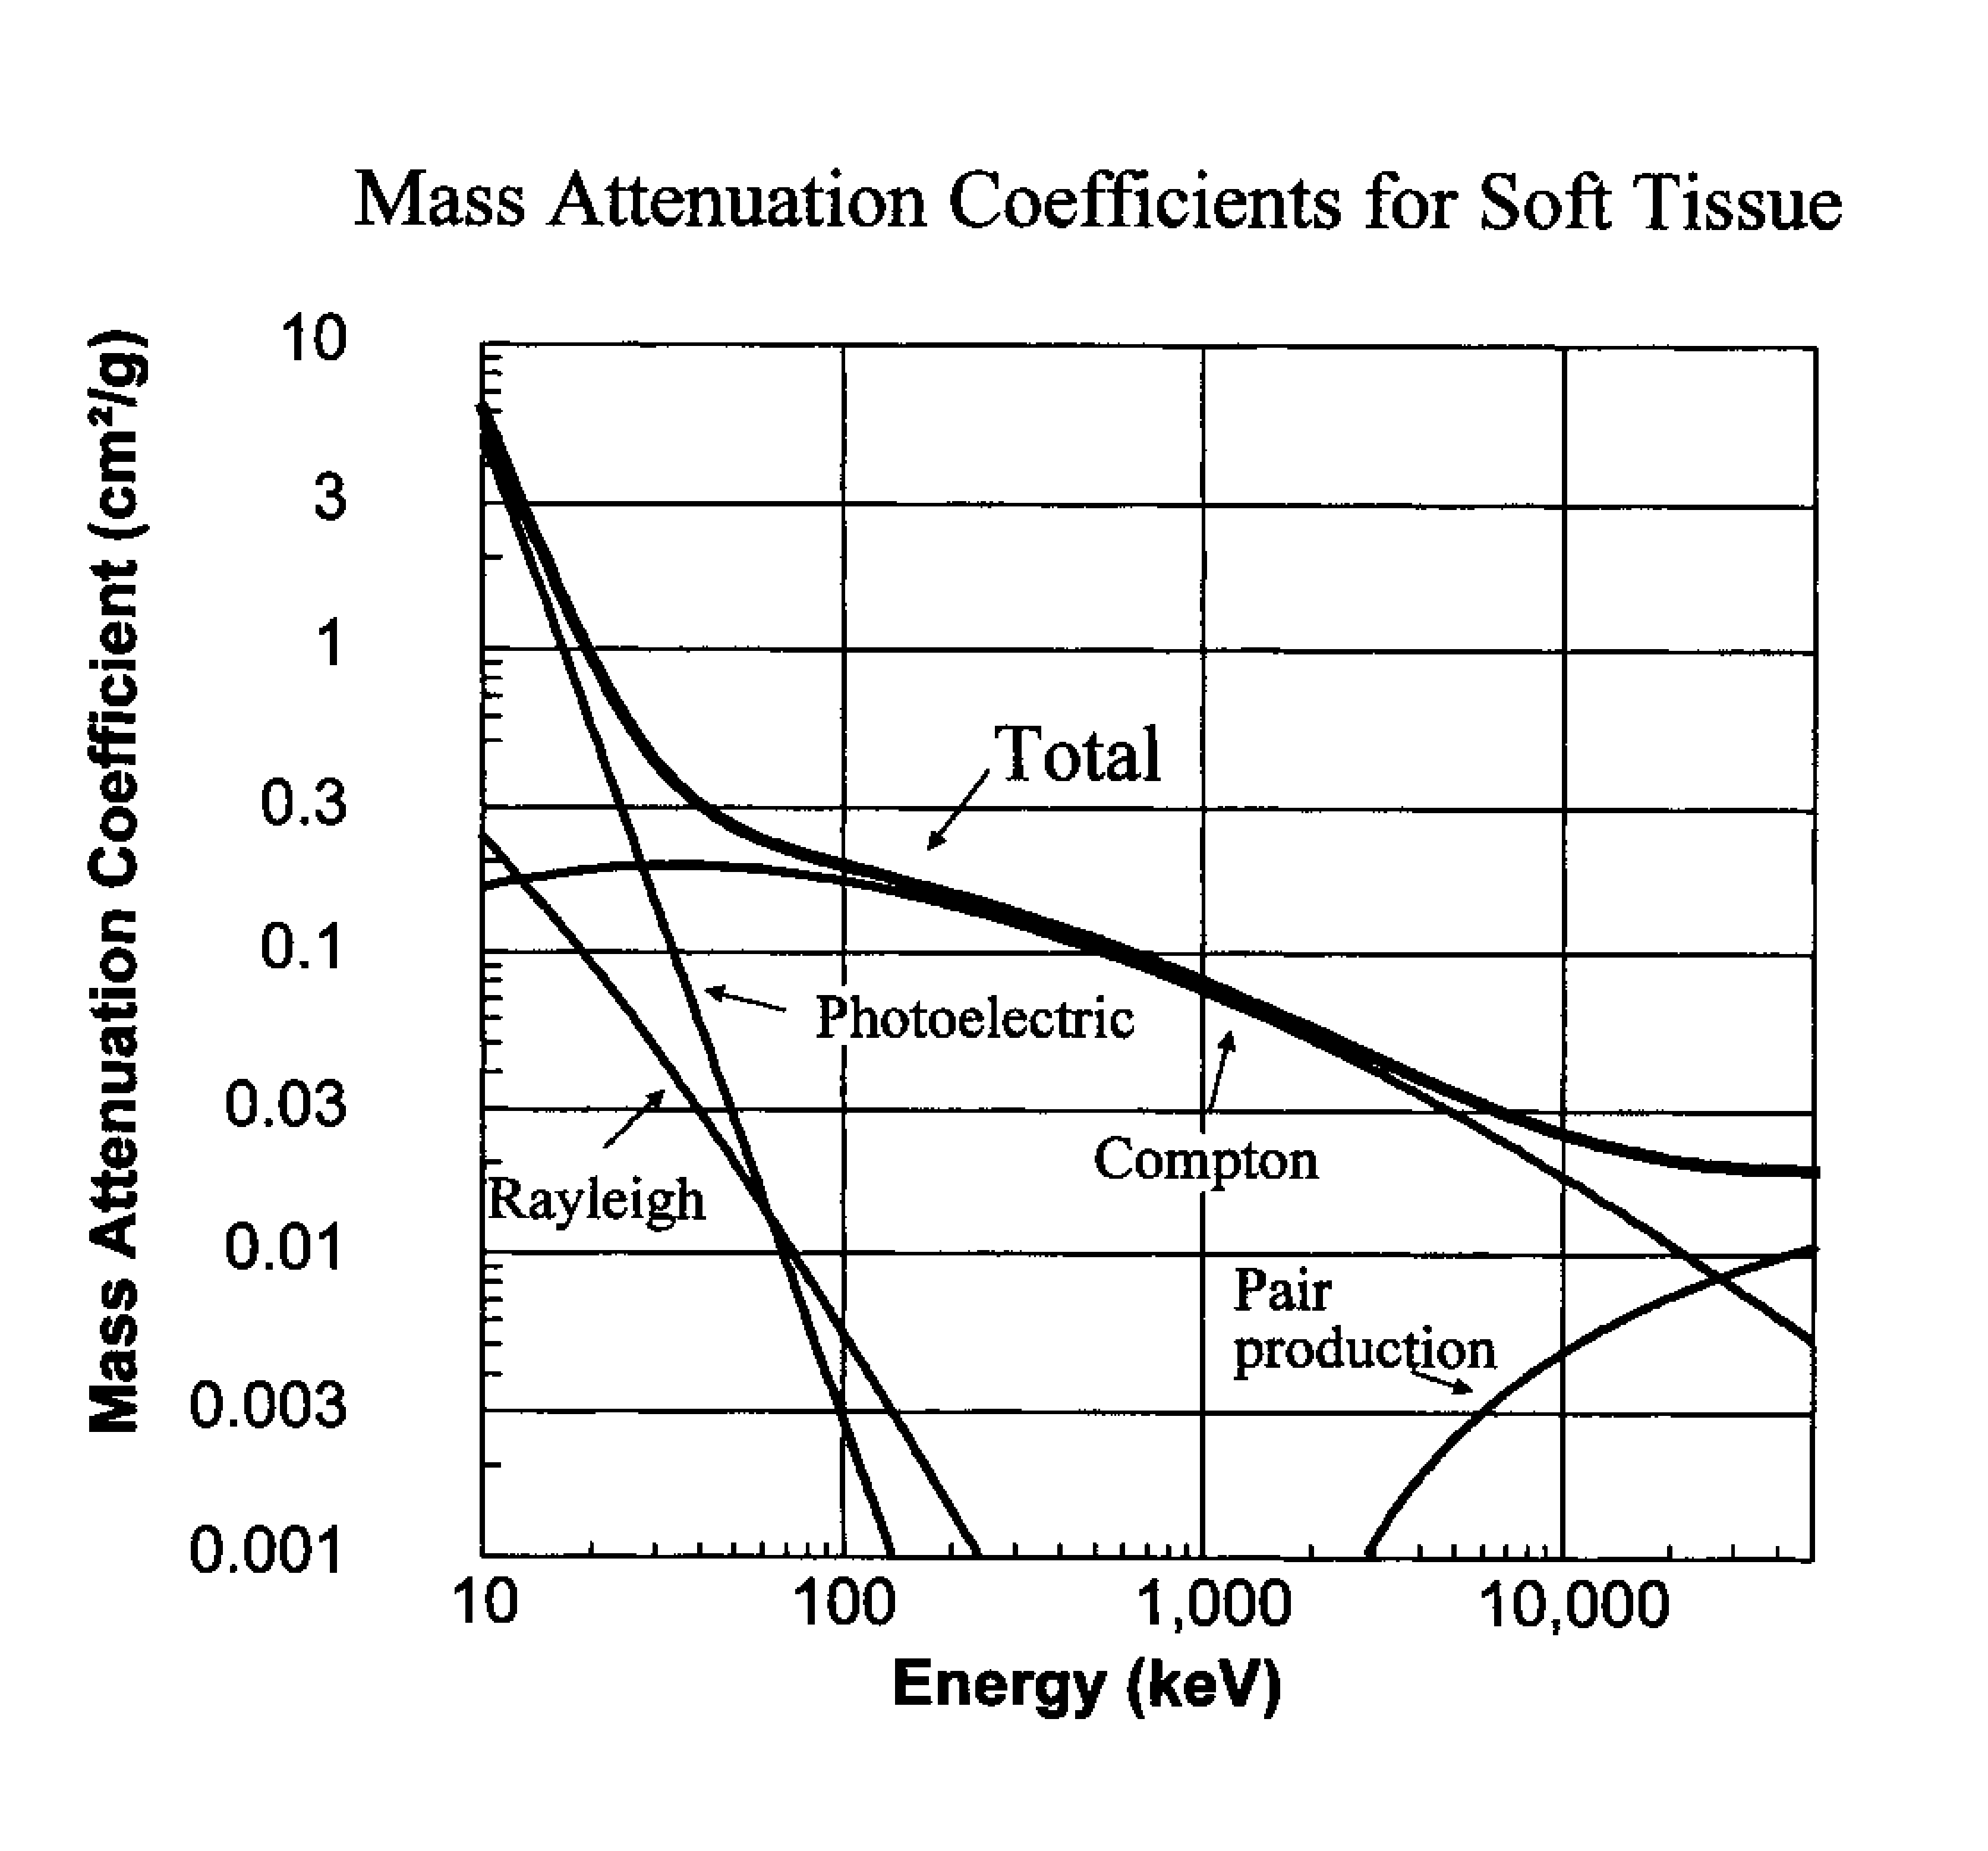 Mass Attenuation Coefficients for Soft Tissue
Mass Attenuation Coefficient (cm²/g)
10
3
1
0.3
0.1
0.03
0.01
0.003
0.001
Total
Photoelectric
Compton
Rayleigh
Pair
production
10
100
1,000
10,000
Energy (keV)